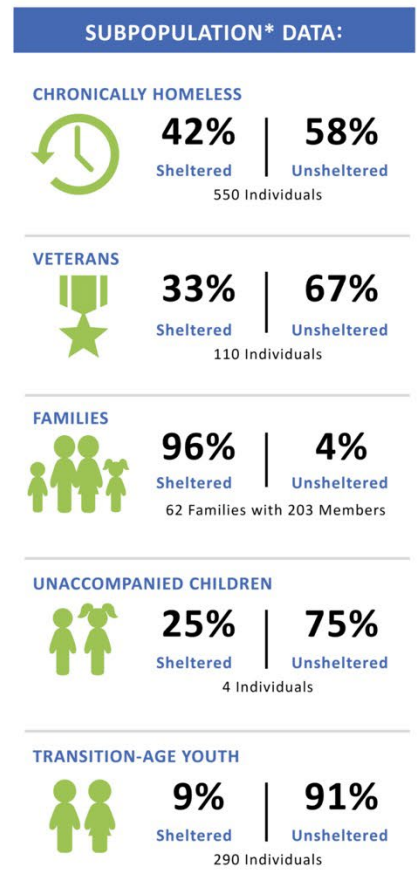 SUBPOPULATION* DATA:
CHRONICALLY HOMELESS
42% 58%
Sheltered Unsheltered
550 Individuals
VETERANS
33% 67%
Sheltered Unsheltered
110 Individuals
FAMILIES
96% 4%
Sheltered Unsheltered
62 Families with 203 Members
UNACCOMPANIED CHILDREN
25% 75%
Sheltered Unsheltered
4 Individuals
TRANSITION-AGE YOUTH
9% 91%
Sheltered Unsheltered
290 Individuals